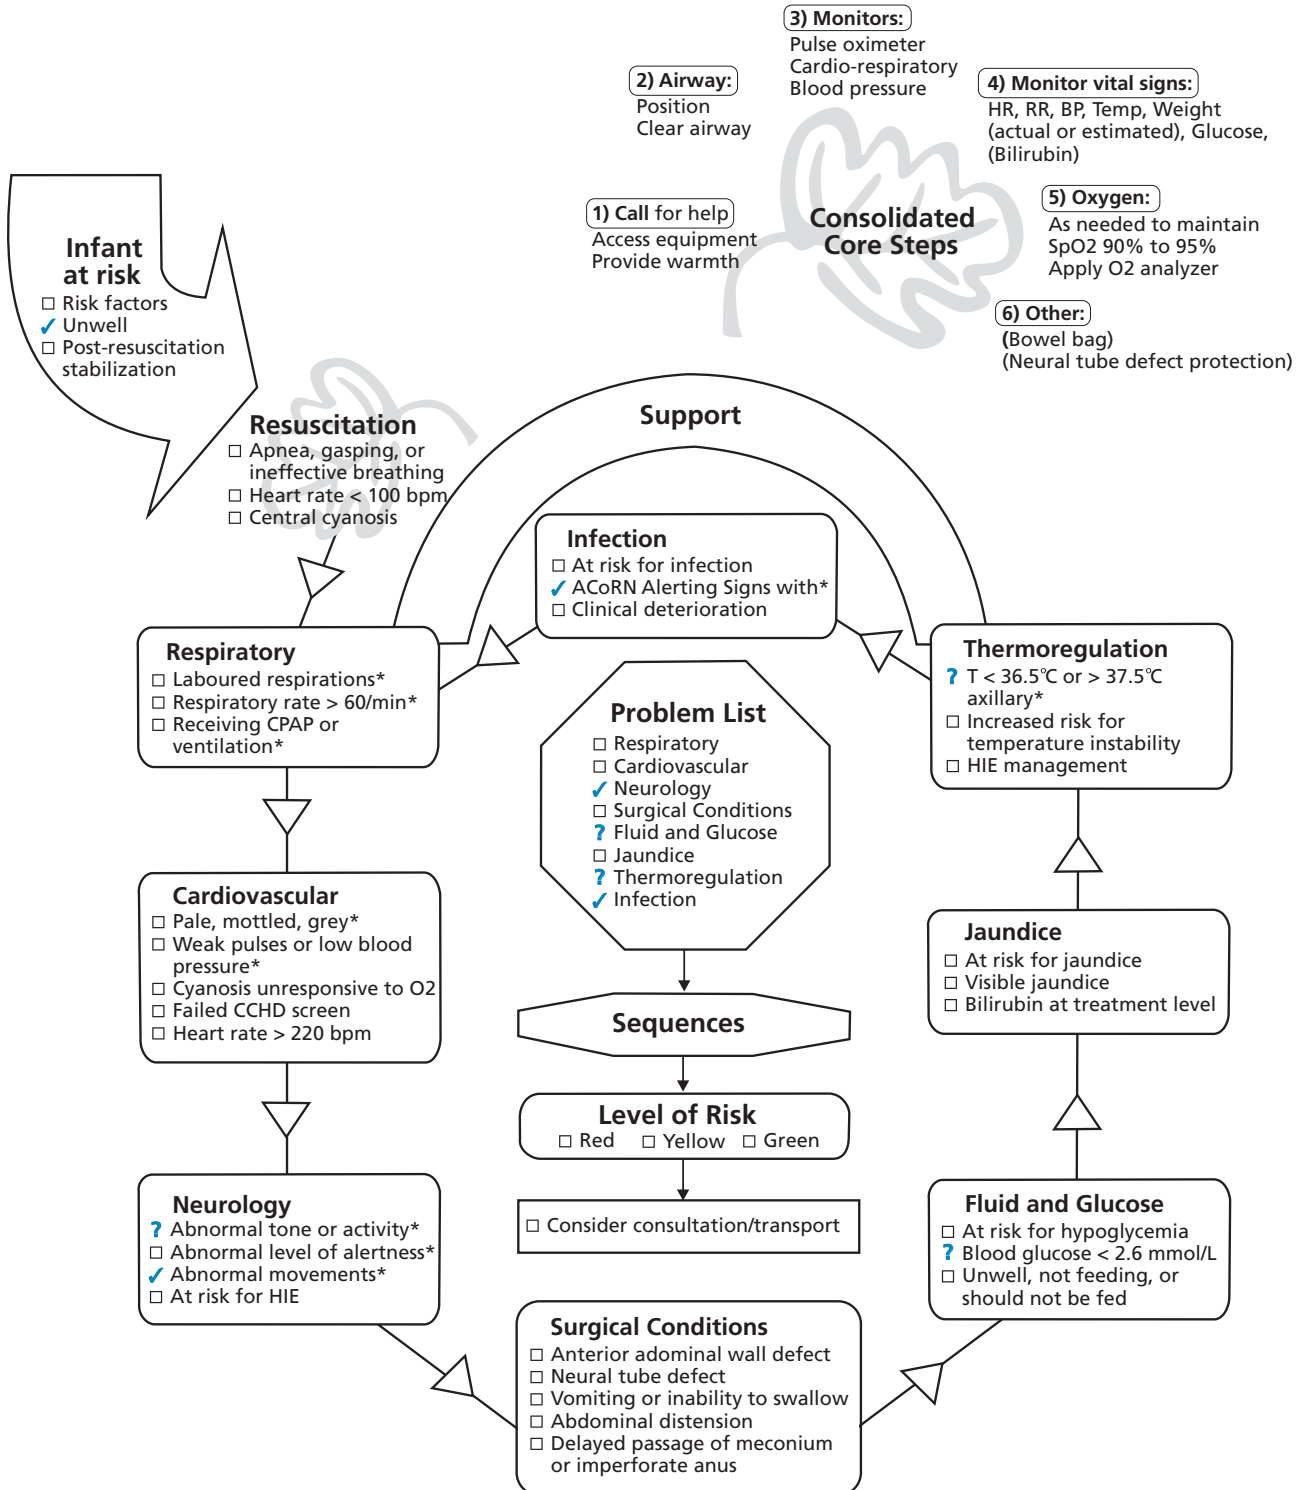 3) Monitors:
Pulse oximeter
Cardio-respiratory
Blood pressure
2) Airway:
Position
Clear airway
4) Monitor vital signs:
HR, RR, BP, Temp, Weight
(actual or estimated), Glucose,
(Bilirubin)
1) Call for help
Access equipment
Provide warmth
Consolidated
Core Steps
5) Oxygen:
As needed to maintain
SpO2 90% to 95%
Apply O2 analyzer
6) Other:
(Bowel bag)
(Neural tube defect protection)
Infant
at risk
☐ Risk factors
✓ Unwell
☐ Post-resuscitation
stabilization
Resuscitation
☐ Apnea, gasping, or
ineffective breathing
☐ Heart rate < 100 bpm
☐ Central cyanosis
Support
Infection
☐ At risk for infection
✓ ACoRN Alerting Signs with*
☐ Clinical deterioration
Respiratory
☐ Laboured respirations*
☐ Respiratory rate > 60/min*
☐ Receiving CPAP or
ventilation*
Thermoregulation
? T < 36.5°C or > 37.5°C
axillary*
☐ Increased risk for
temperature instability
☐ HIE management
Problem List
☐ Respiratory
☐ Cardiovascular
✓ Neurology
☐ Surgical Conditions
? Fluid and Glucose
☐ Jaundice
? Thermoregulation
✓ Infection
Cardiovascular
☐ Pale, mottled, grey*
☐ Weak pulses or low blood
pressure*
☐ Cyanosis unresponsive to O2
☐ Failed CCHD screen
☐ Heart rate > 220 bpm
Jaundice
☐ At risk for jaundice
☐ Visible jaundice
☐ Bilirubin at treatment level
Sequences
Level of Risk
☐ Red ☐ Yellow ☐ Green
☐ Consider consultation/transport
Neurology
? Abnormal tone or activity*
☐ Abnormal level of alertness*
✓ Abnormal movements*
☐ At risk for HIE
Fluid and Glucose
☐ At risk for hypoglycemia
? Blood glucose < 2.6 mmol/L
☐ Unwell, not feeding, or
should not be fed
Surgical Conditions
☐ Anterior adominal wall defect
☐ Neural tube defect
☐ Vomiting or inability to swallow
☐ Abdominal distension
☐ Delayed passage of meconium
or imperforate anus